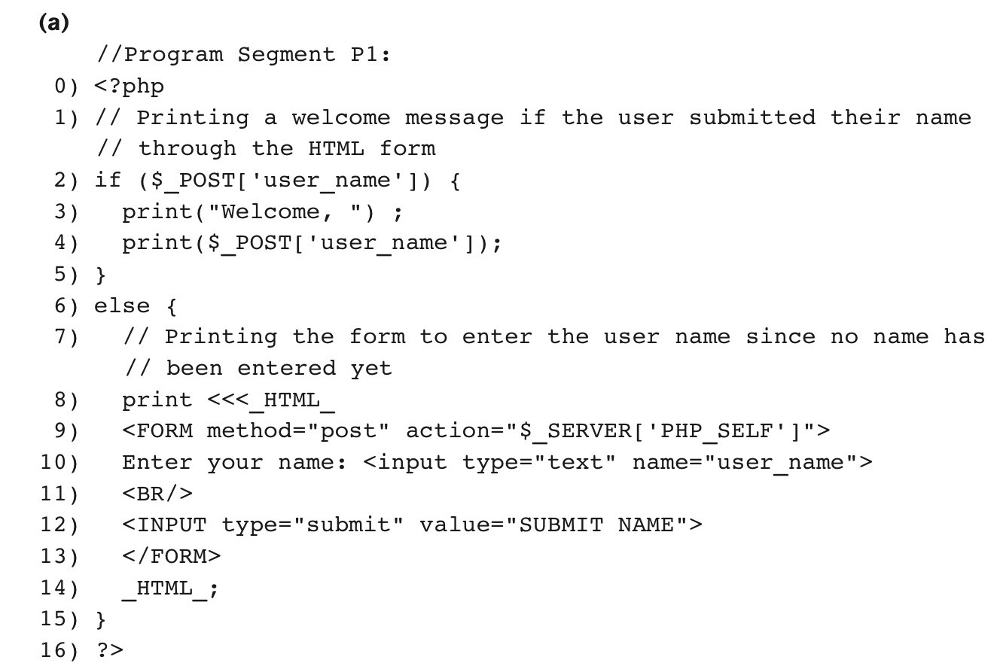 (a)
//Program Segment P1:
0) <?php
1) // Printing a welcome message if the user submitted their name
// through the HTML form
2) if ($_POST['user_name']) {
3) print("Welcome, ") ;
4) print($_POST['user_name']);
5) }
6) else {
7) // Printing the form to enter the user name since no name has
// been entered yet
8) print <<<_HTML_
9) <FORM method="post" action="$_SERVER['PHP_SELF']">
10) Enter your name: <input type="text" name="user_name">
11) <BR/>
12) <INPUT type="submit" value="SUBMIT NAME">
13) </FORM>
14) _HTML_;
15) }
16) ?>